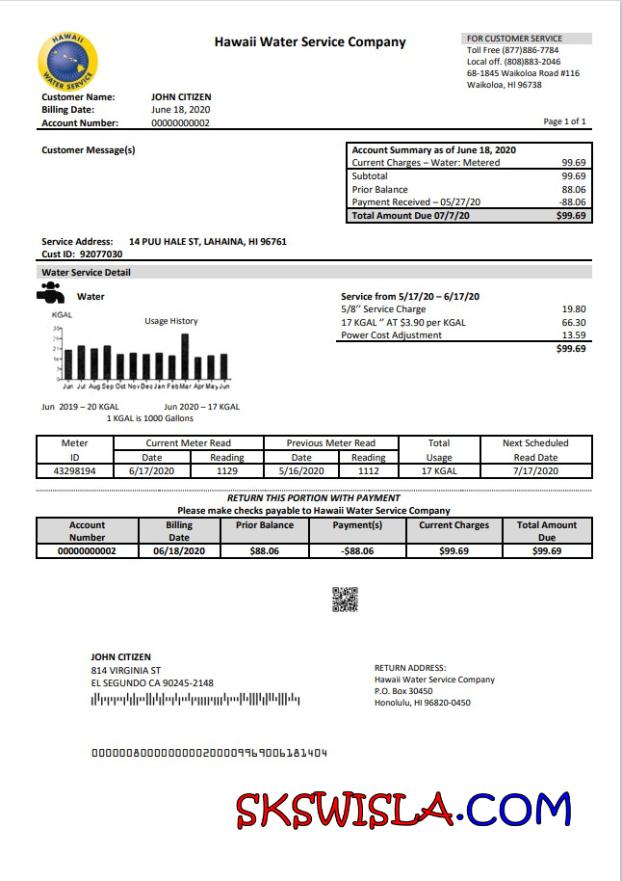 HAWAII
WATER SERVICE
Hawaii Water Service Company
FOR CUSTOMER SERVICE
Toll Free (877)886-7784
Local off. (808)883-2046
68-1845 Waikoloa Road #116
Waikoloa, HI 96738
Customer Name: JOHN CITIZEN
Billing Date: June 18, 2020
Account Number: 00000000002
Page 1 of 1
Customer Message(s)
Account Summary as of June 18, 2020
Current Charges – Water: Metered 99.69
Subtotal 99.69
Prior Balance 88.06
Payment Received – 05/27/20 -88.06
Total Amount Due 07/7/20 $99.69
Service Address: 14 PUU HALE ST, LAHAINA, HI 96761
Cust ID: 92077030
Water Service Detail
Water
KGAL
Usage History
Jun Jul Aug Sep Oct Nov Dec Jan Feb Mar Apr May Jun
Jun 2019 – 20 KGAL Jun 2020 – 17 KGAL
1 KGAL is 1000 Gallons
Service from 5/17/20 – 6/17/20
5/8'' Service Charge 19.80
17 KGAL " AT $3.90 per KGAL 66.30
Power Cost Adjustment 13.59
$99.69
Meter ID Current Meter Read Previous Meter Read Total Usage Next Scheduled Read Date
Date Reading Date Reading
43298194 6/17/2020 1129 5/16/2020 1112 17 KGAL 7/17/2020
RETURN THIS PORTION WITH PAYMENT
Please make checks payable to Hawaii Water Service Company
Account Number Billing Date Prior Balance Payment(s) Current Charges Total Amount Due
00000000002 06/18/2020 $88.06 -$88.06 $99.69 $99.69
JOHN CITIZEN
814 VIRGINIA ST
EL SEGUNDO CA 90245-2148
RETURN ADDRESS:
Hawaii Water Service Company
P.O. Box 30450
Honolulu, HI 96820-0450
SKSWISLA.COM